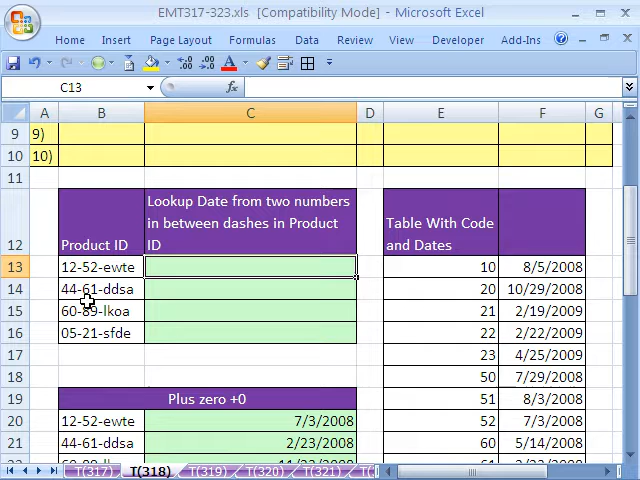 EMT317-323.xls [Compatibility Mode] - Microsoft Excel
Home Insert Page Layout Formulas Data Review View Developer Add-Ins
C13 fx
A B C D E F G
9 9)
10 10)
11
12 Product ID
Lookup Date from two numbers
in between dashes in Product
ID
Table With Code
and Dates
13 12-52-ewte 10 8/5/2008
14 44-61-ddsa 20 10/29/2008
15 60-89-lkoa 21 2/19/2009
16 05-21-sfde 22 2/22/2009
17 23 4/25/2009
18 50 7/29/2008
19 Plus zero +0 51 8/3/2008
20 12-52-ewte 7/3/2008 52 7/3/2008
21 44-61-ddsa 2/23/2008 60 5/14/2008
T(317) T(318) T(319) T(320) T(321)